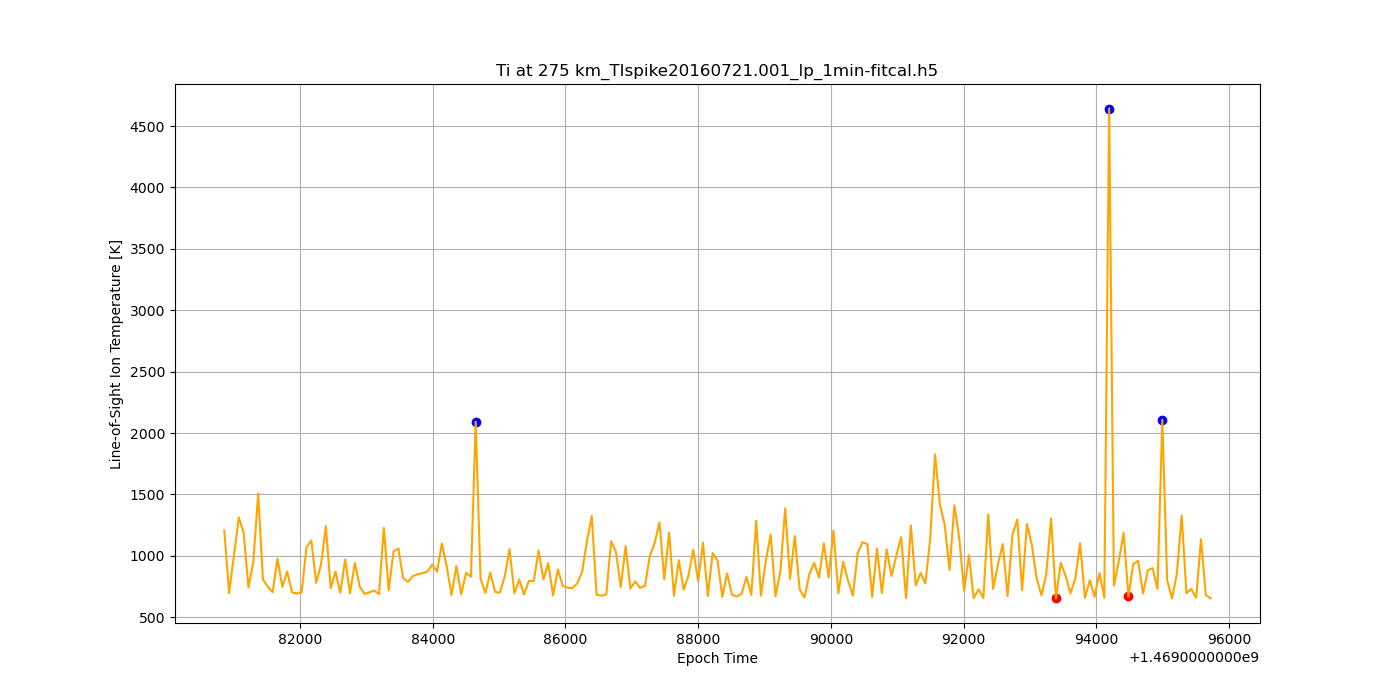 Ti at 275 km_TIspike20160721.001_lp_1min-fitcal.h5
Line-of-Sight Ion Temperature [K]
4500
4000
3500
3000
2500
2000
1500
1000
500
82000 84000 86000 88000 90000 92000 94000 96000
Epoch Time
+1.4690000000e9